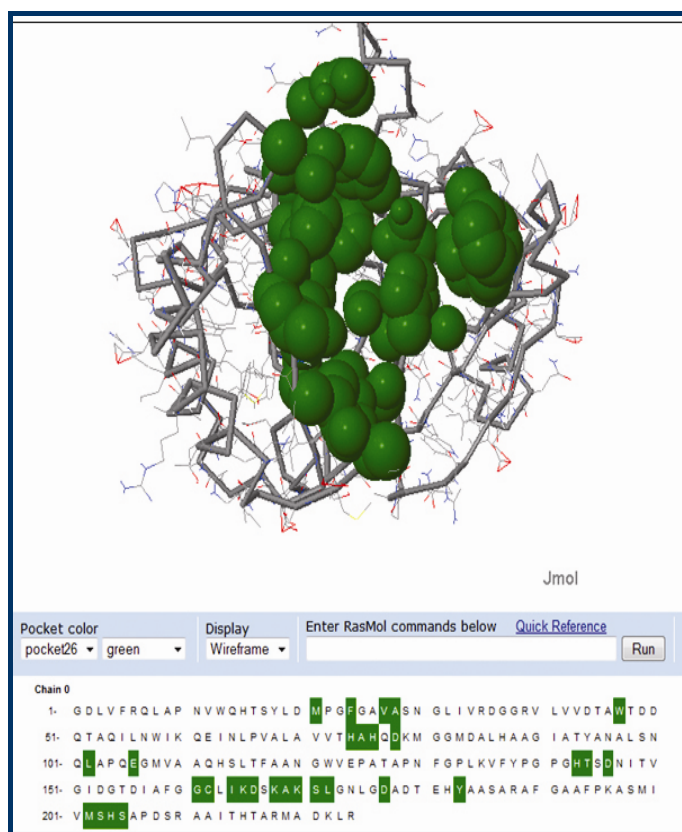 Jmol
Pocket color Display Enter RasMol commands below Quick Reference
pocket26 green Wireframe Run
Chain 0
1- GDLVFRQLAP NVWQHTSYLD MPGFGAVASN GLIVRDGGRV LVVDTAWTDD
51- QTAQILNWIK QEINLPVALA VVTHAHQDKM GGMDALHAAG IATYANALSN
101- QLAPQEGMVA AQHSLTFAAN GWVEPATAPN FGPLKVFYPG PGHTSDNITV
151- GIDGTDIAFG GCLIKDSKAK SLGNLGDADT EHYAASARAF GAAFPKASMI
201- VMSHSAPDSR AAITHTARMA DKLR